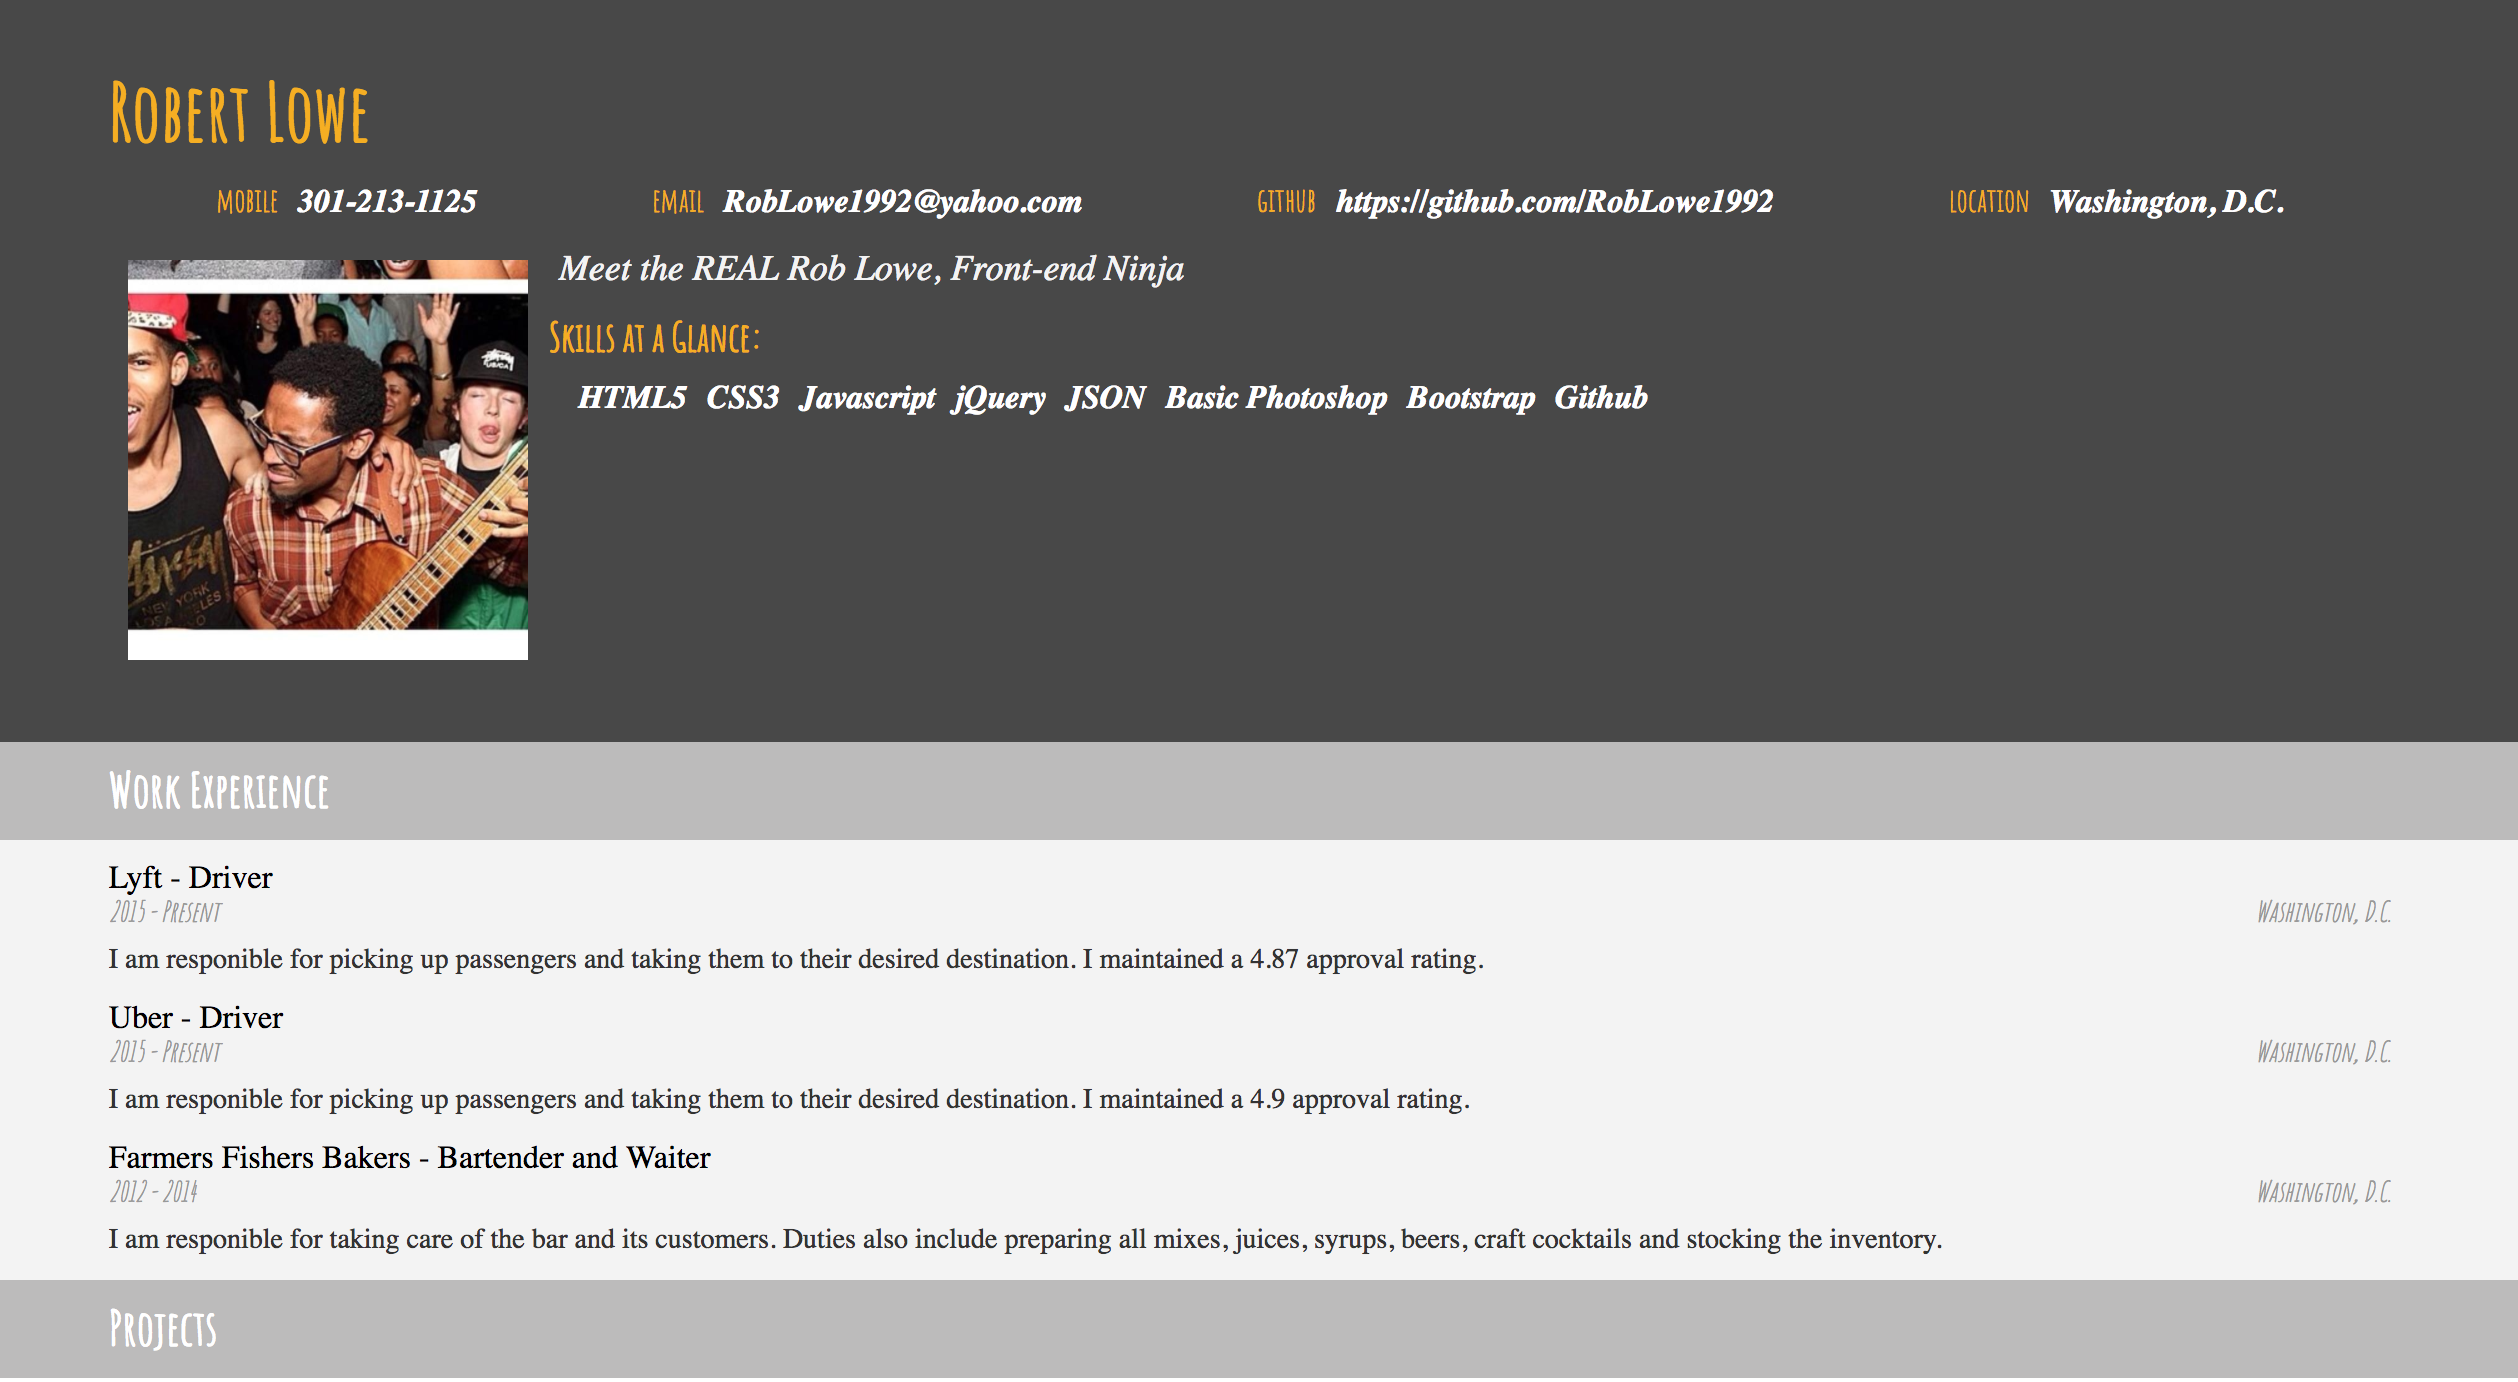 Robert Lowe
mobile 301-213-1125 email RobLowe1992@yahoo.com github https://github.com/RobLowe1992 location Washington, D.C.
Meet the REAL Rob Lowe, Front-end Ninja
Skills at a Glance:
HTML5 CSS3 Javascript jQuery JSON Basic Photoshop Bootstrap Github
STUSSY
NEW YORK
Work Experience
Lyft - Driver
2015 - Present Washington, D.C.
I am responible for picking up passengers and taking them to their desired destination. I maintained a 4.87 approval rating.
Uber - Driver
2015 - Present Washington, D.C.
I am responible for picking up passengers and taking them to their desired destination. I maintained a 4.9 approval rating.
Farmers Fishers Bakers - Bartender and Waiter
2012 - 2014 Washington, D.C.
I am responible for taking care of the bar and its customers. Duties also include preparing all mixes, juices, syrups, beers, craft cocktails and stocking the inventory.
Projects